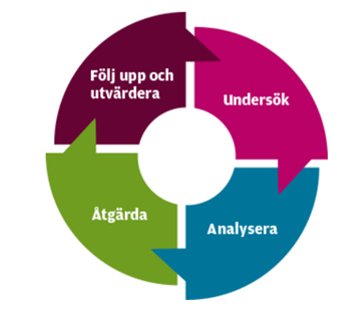 Följ upp och
utvärdera
Undersök
Analysera
Åtgärda